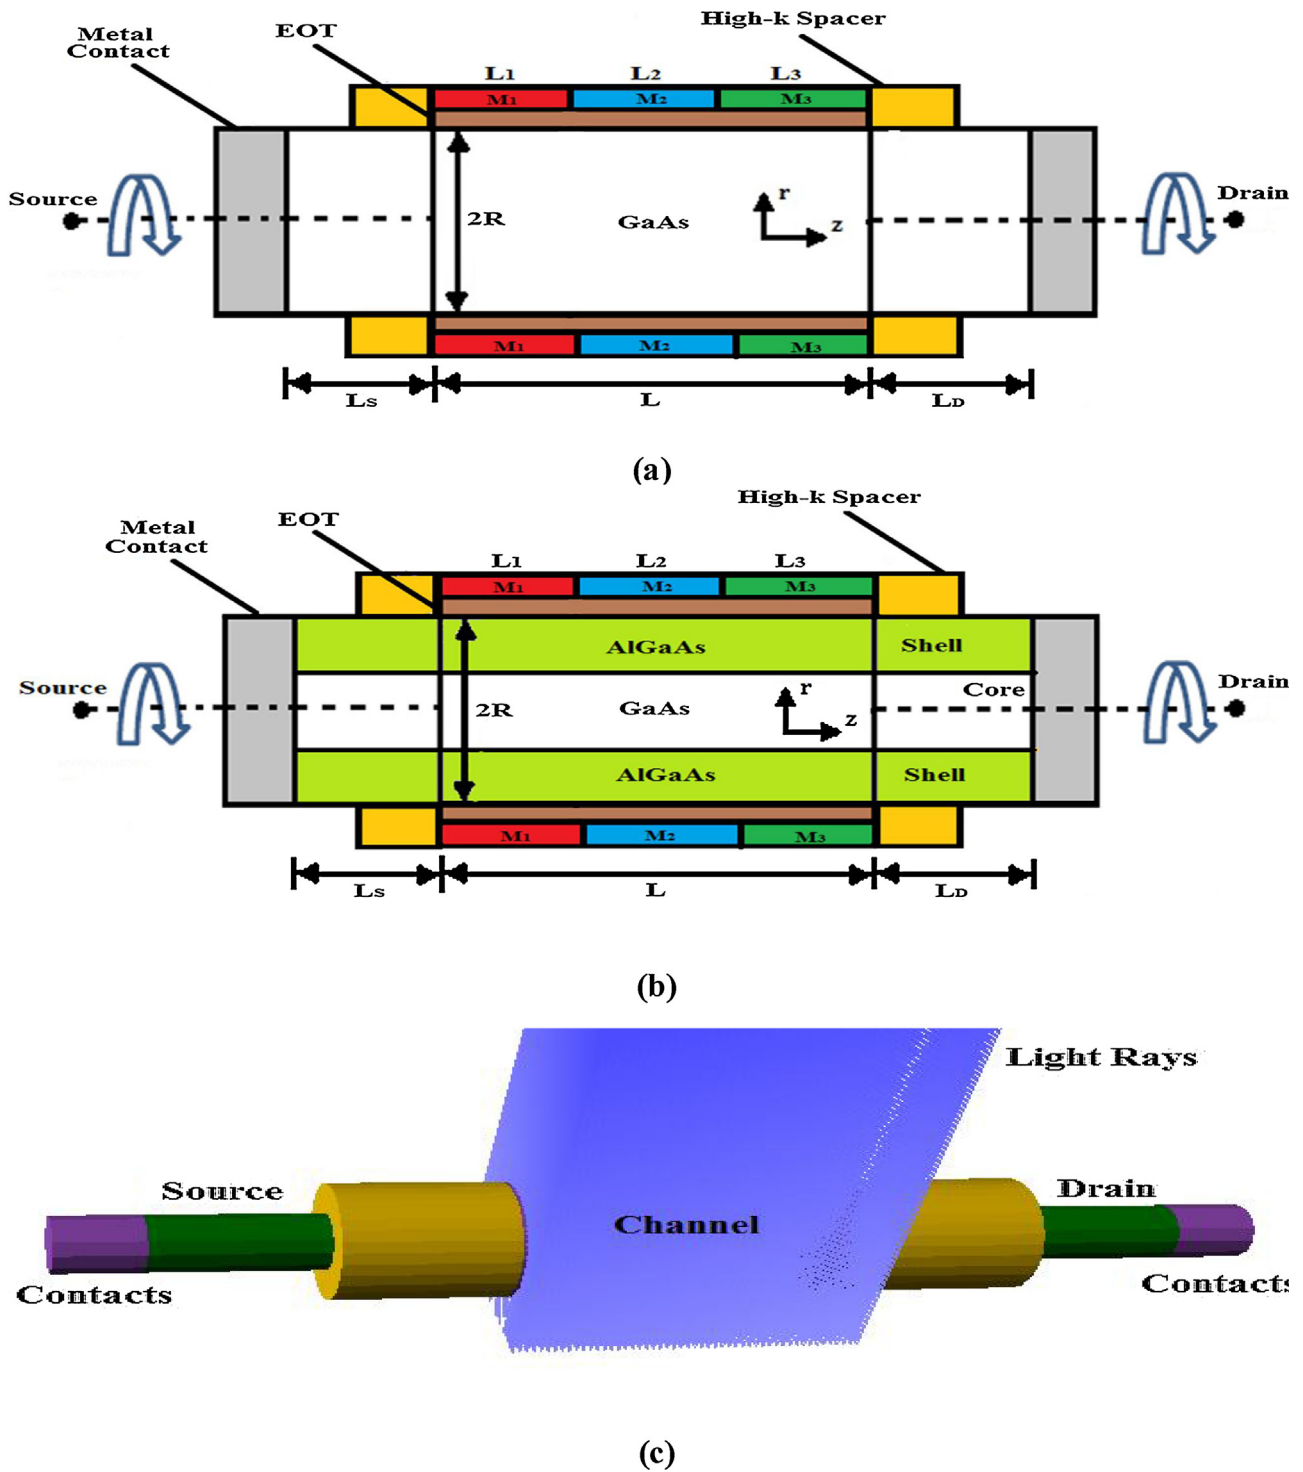 High-k Spacer
Metal
Contact
EOT
L1 L2 L3
M1 M2 M3
Source
Drain
2R
GaAs
r
z
M1 M2 M3
LS L LD
(a)
High-k Spacer
Metal
Contact
EOT
L1 L2 L3
M1 M2 M3
AlGaAs Shell
Source
Core
Drain
2R
GaAs
r
z
AlGaAs Shell
M1 M2 M3
LS L LD
(b)
Light Rays
Source
Drain
Channel
Contacts
Contacts
(c)